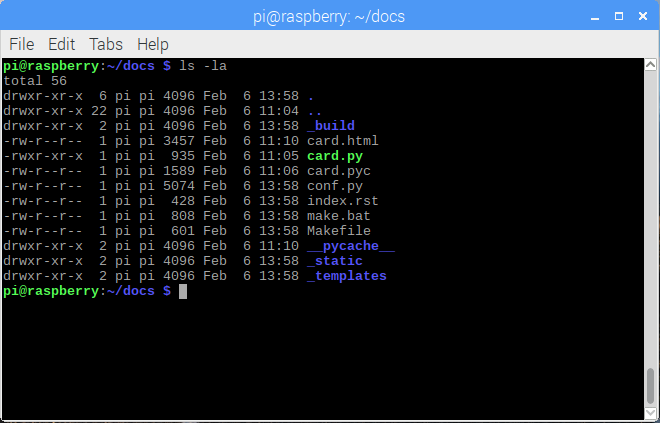 pi@raspberry: ~/docs
File Edit Tabs Help
pi@raspberry:~/docs $ ls -la
total 56
drwxr-xr-x  6 pi pi 4096 Feb  6 13:58 .
drwxr-xr-x 22 pi pi 4096 Feb  6 11:04 ..
drwxr-xr-x  2 pi pi 4096 Feb  6 13:58 _build
-rw-r--r--  1 pi pi 3457 Feb  6 11:10 card.html
-rw-r-xr-x  1 pi pi  935 Feb  6 11:05 card.py
-rw-r--r--  1 pi pi 1589 Feb  6 11:06 card.pyc
-rw-r--r--  1 pi pi 5074 Feb  6 13:58 conf.py
-rw-r--r--  1 pi pi  428 Feb  6 13:58 index.rst
-rw-r--r--  1 pi pi  808 Feb  6 13:58 make.bat
-rw-r--r--  1 pi pi  601 Feb  6 13:58 Makefile
drwxr-xr-x  2 pi pi 4096 Feb  6 11:10 __pycache__
drwxr-xr-x  2 pi pi 4096 Feb  6 13:58 _static
drwxr-xr-x  2 pi pi 4096 Feb  6 13:58 _templates
pi@raspberry:~/docs $